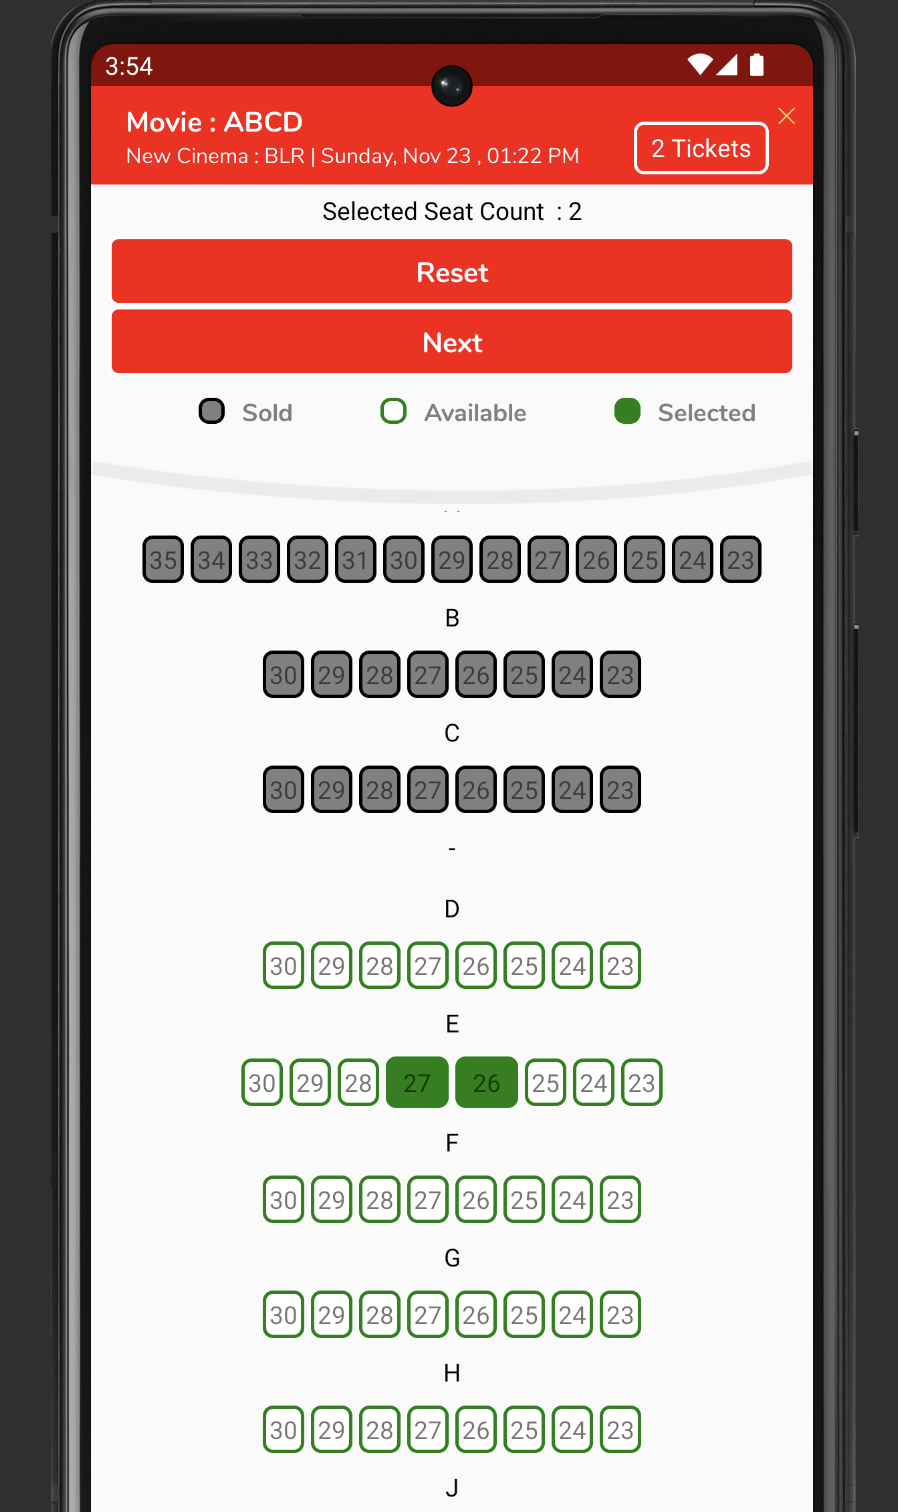 3:54
Movie : ABCD
New Cinema : BLR | Sunday, Nov 23 , 01:22 PM
2 Tickets
Selected Seat Count : 2
Reset
Next
Sold Available Selected
35 34 33 32 31 30 29 28 27 26 25 24 23
B
30 29 28 27 26 25 24 23
C
30 29 28 27 26 25 24 23
-
D
30 29 28 27 26 25 24 23
E
30 29 28 27 26 25 24 23
F
30 29 28 27 26 25 24 23
G
30 29 28 27 26 25 24 23
H
30 29 28 27 26 25 24 23
J